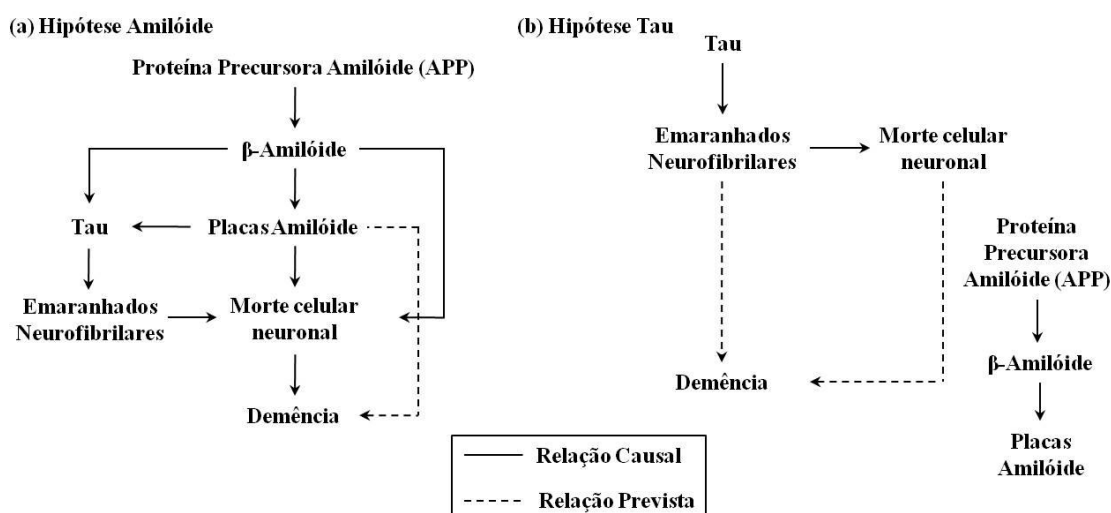 (a) Hipótese Amilóide
Proteína Precursora Amilóide (APP)
β-Amilóide
Tau
Placas Amilóide
Emaranhados
Neurofibrilares
Morte celular
neuronal
Demência
(b) Hipótese Tau
Tau
Emaranhados
Neurofibrilares
Morte celular
neuronal
Demência
Proteína
Precursora
Amilóide (APP)
β-Amilóide
Placas
Amilóide
Relação Causal
Relação Prevista